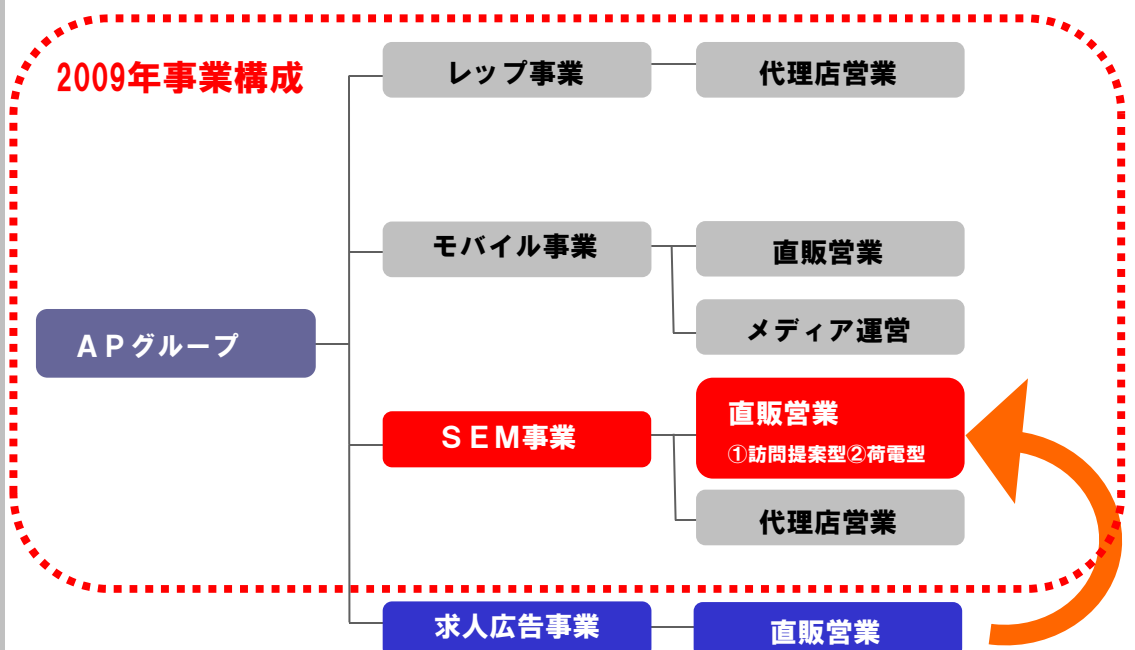 2009年事業構成
レップ事業
代理店営業
モバイル事業
直販営業
メディア運営
ＡＰグループ
ＳＥＭ事業
直販営業
①訪問提案型②荷電型
代理店営業
求人広告事業
直販営業